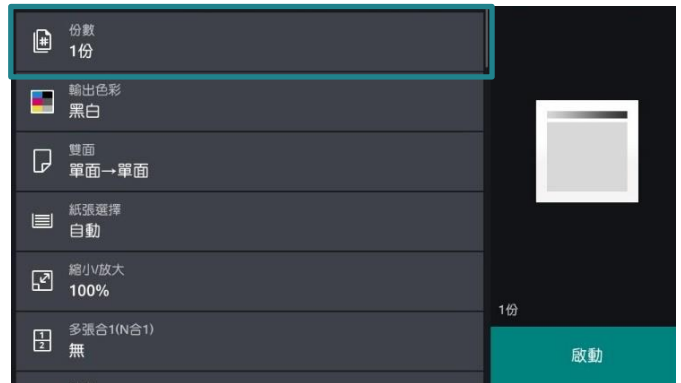 #
份數
1份
輸出色彩
黑白
雙面
單面→單面
紙張選擇
自動
縮小/放大
100%
1
2
多張合1(N合1)
無
1份
啟動